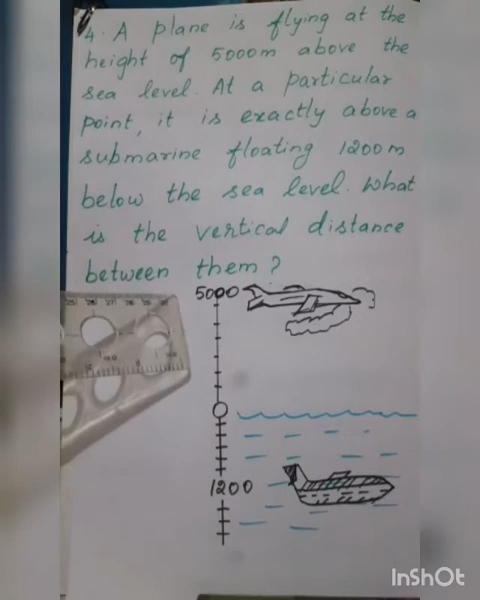 4. A plane is flying at the
height of 5000m above the
sea level. At a particular
point, it is exactly above a
submarine floating 1200m
below the sea level. What
is the vertical distance
between them?
5000
1200
InShOt